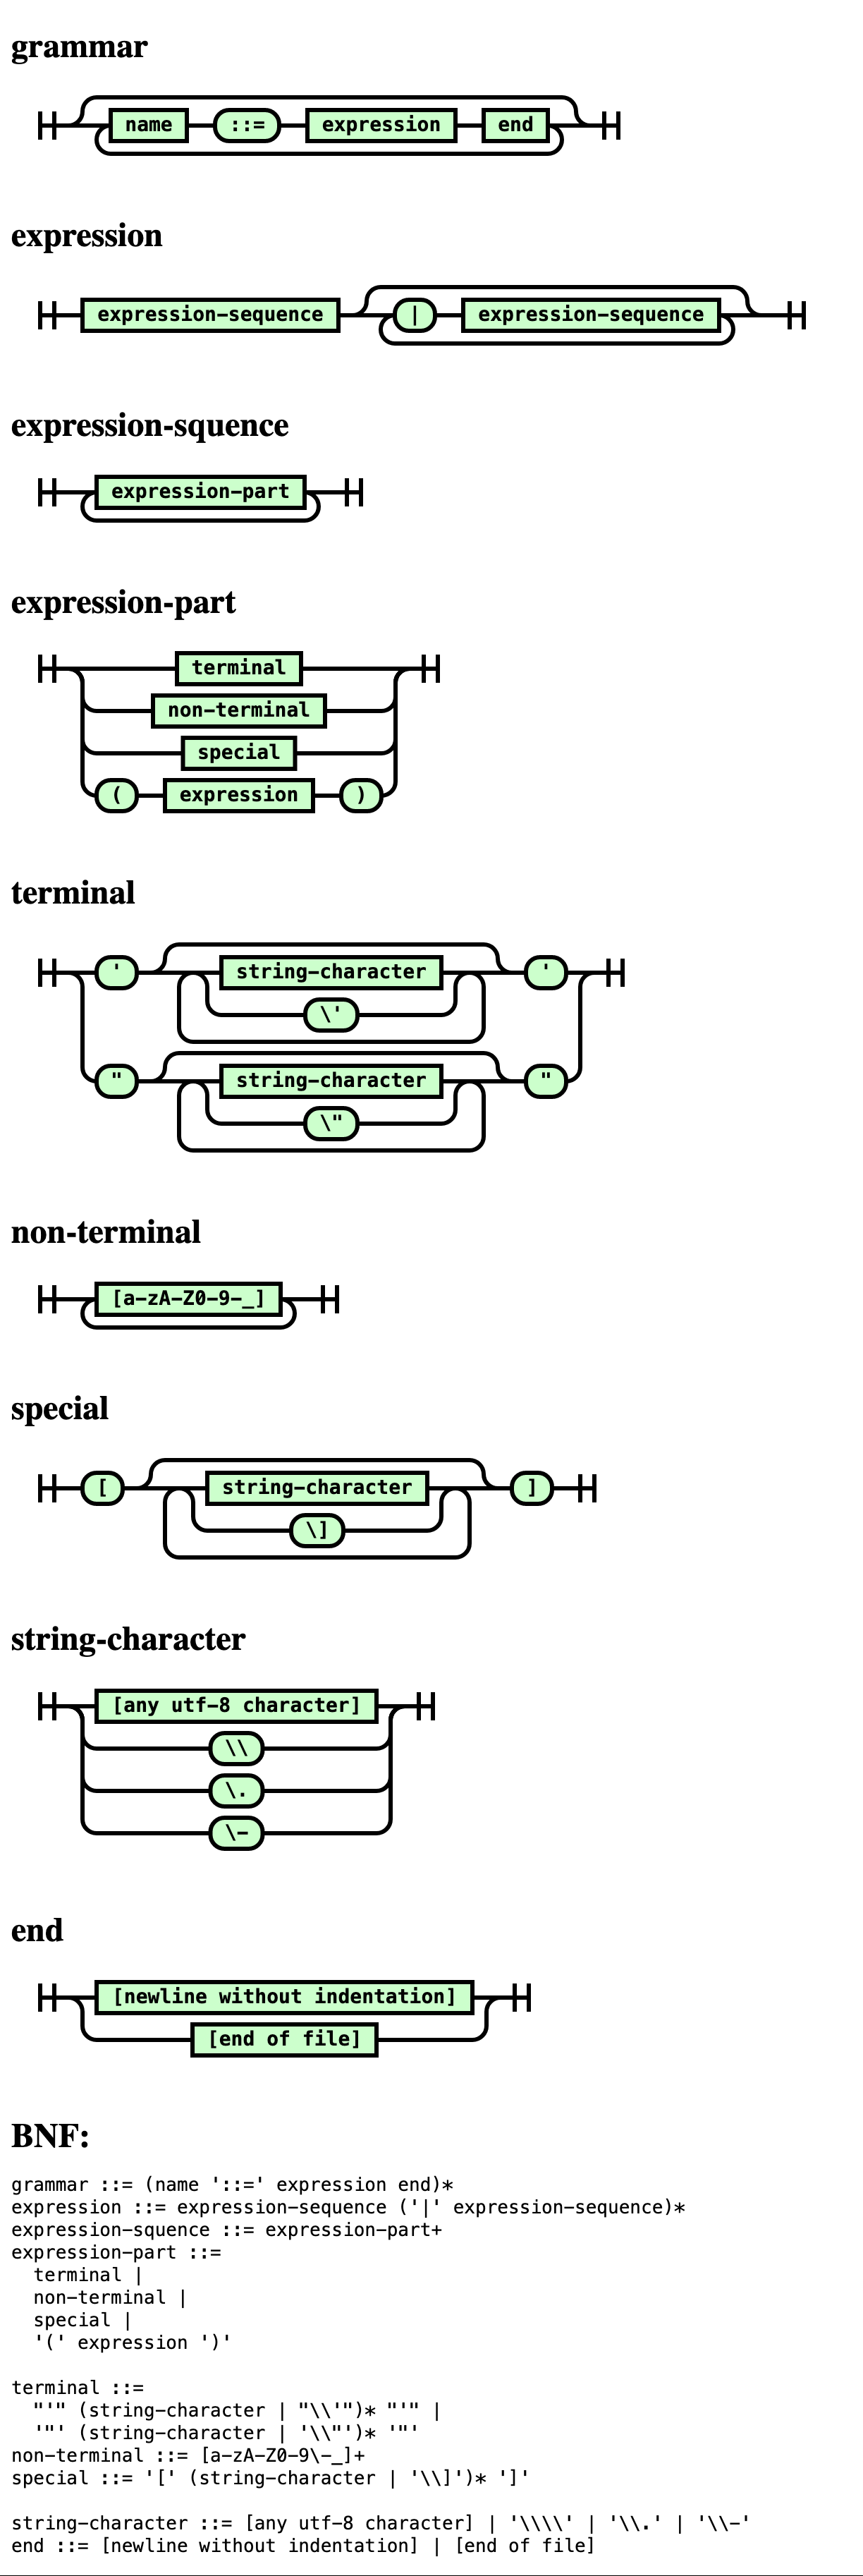 grammar
name ::= expression end
expression
expression-sequence | expression-sequence
expression-squence
expression-part
expression-part
terminal
non-terminal
special
( expression )
terminal
' string-character '
\'
" string-character "
\"
non-terminal
[a-zA-Z0-9-_]
special
[ string-character ]
\]
string-character
[any utf-8 character]
\\
\.
\-
end
[newline without indentation]
[end of file]
BNF:
grammar ::= (name '::=' expression end)*
expression ::= expression-sequence ('|' expression-sequence)*
expression-squence ::= expression-part+
expression-part ::=
  terminal |
  non-terminal |
  special |
  '(' expression ')'
terminal ::=
  "'" (string-character | "\\'")* "'" |
  '"' (string-character | '\\"')* '"'
non-terminal ::= [a-zA-Z0-9\-_]+
special ::= '[' (string-character | '\\]')* ']'
string-character ::= [any utf-8 character] | '\\\\' | '\\.' | '\\-'
end ::= [newline without indentation] | [end of file]